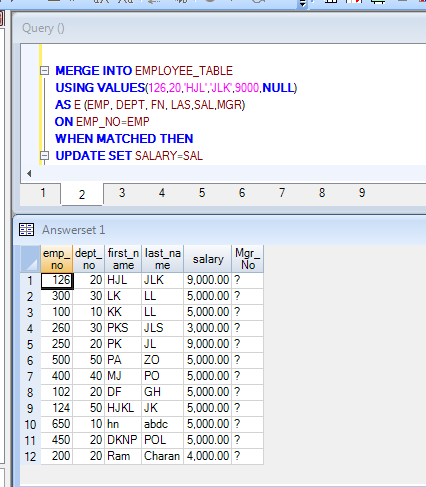 Query ()
MERGE INTO EMPLOYEE_TABLE
USING VALUES(126,20,'HJL','JLK',9000,NULL)
AS E (EMP, DEPT, FN, LAS,SAL,MGR)
ON EMP_NO=EMP
WHEN MATCHED THEN
UPDATE SET SALARY=SAL
1 2 3 4 5 6 7 8 9
Answerset 1
emp_no dept_no first_name last_name salary Mgr_No
1 126 20 HJL JLK 9,000.00 ?
2 300 30 LK LL 5,000.00 ?
3 100 10 KK LL 5,000.00 ?
4 260 30 PKS JLS 3,000.00 ?
5 250 20 PK JL 9,000.00 ?
6 500 50 PA ZO 5,000.00 ?
7 400 40 MJ PO 5,000.00 ?
8 102 20 DF GH 5,000.00 ?
9 124 50 HJKL JK 5,000.00 ?
10 650 10 hn abdc 5,000.00 ?
11 450 20 DKNP POL 5,000.00 ?
12 200 20 Ram Charan 4,000.00 ?